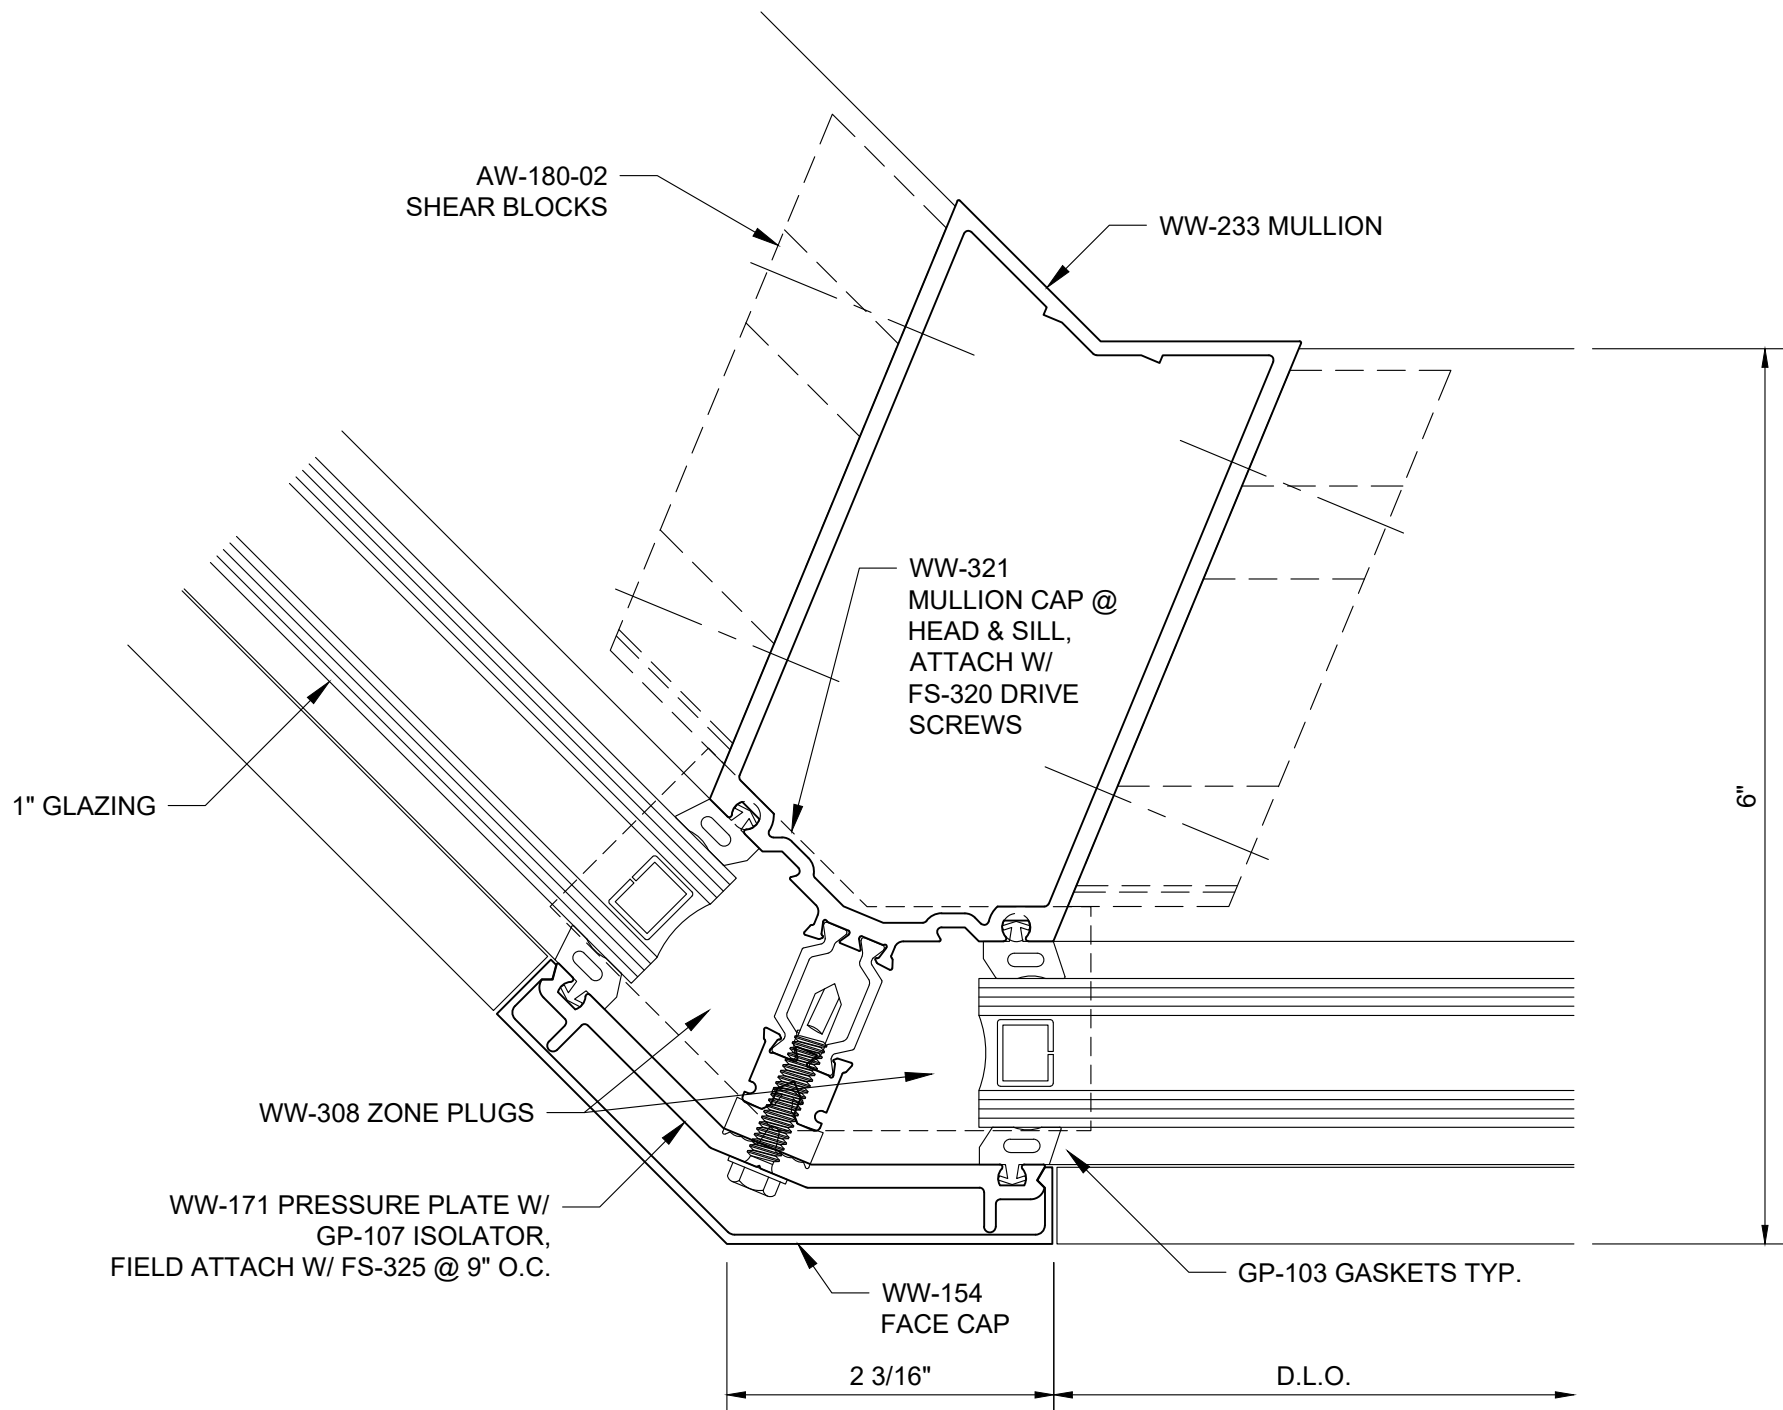 AW-180-02
SHEAR BLOCKS
WW-233 MULLION
WW-321
MULLION CAP @
HEAD & SILL,
ATTACH W/
FS-320 DRIVE
SCREWS
1" GLAZING
6"
WW-308 ZONE PLUGS
WW-171 PRESSURE PLATE W/
GP-107 ISOLATOR,
FIELD ATTACH W/ FS-325 @ 9" O.C.
GP-103 GASKETS TYP.
WW-154
FACE CAP
2 3/16"
D.L.O.